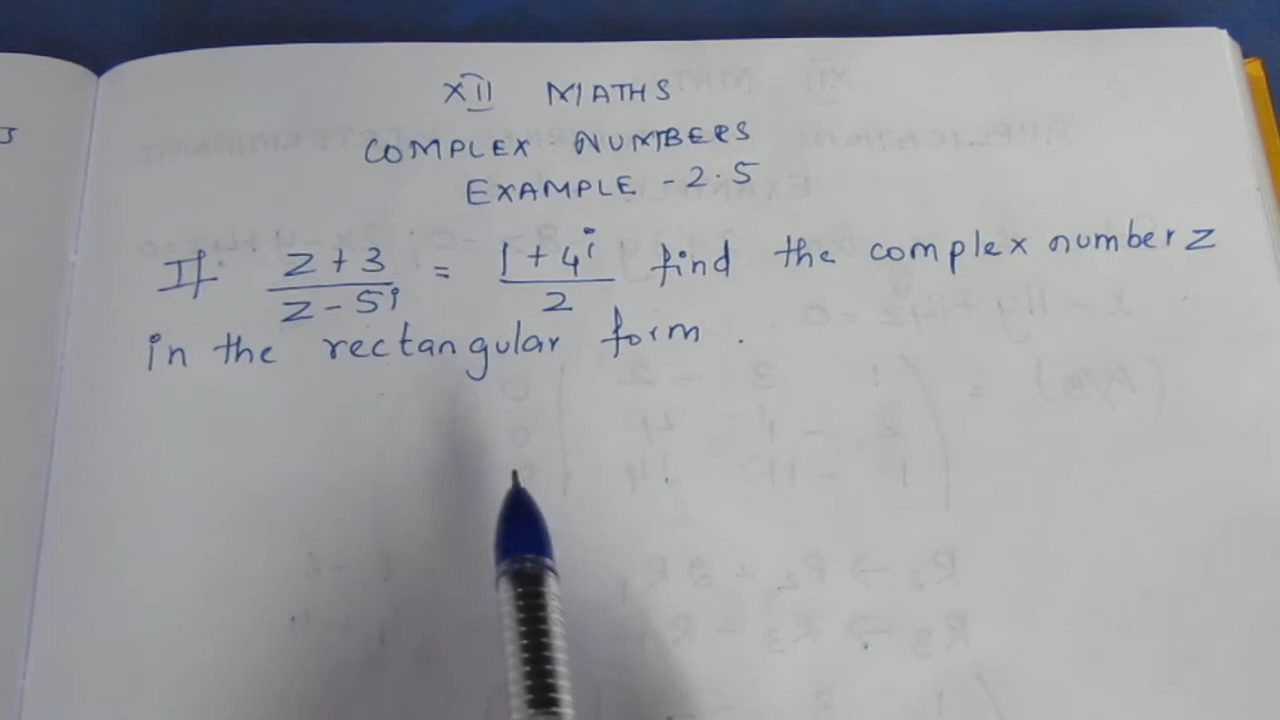 XII MATHS
COMPLEX NUMBERS
EXAMPLE - 2.5
If (z+3)/(z-5i) = (1+4i)/2 find the complex number z
in the rectangular form.